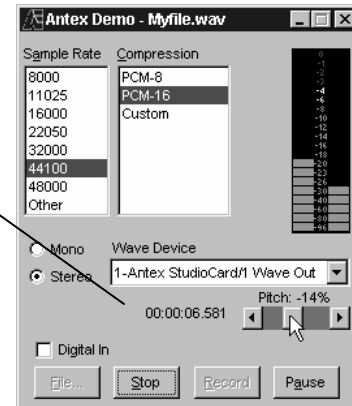 Antex Demo - Myfile.wav
Sample Rate Compression
8000
11025
16000
22050
32000
44100
48000
Other
PCM-8
PCM-16
Custom
0
-1
-2
-3
-4
-6
-8
-10
-12
-14
-16
-18
-20
-23
-26
-30
-40
-50
-60
-80
-96
Mono
Stereo
Wave Device
1-Antex StudioCard/1 Wave Out
00:00:06.581
Pitch: -14%
Digital In
File... Stop Record Pause